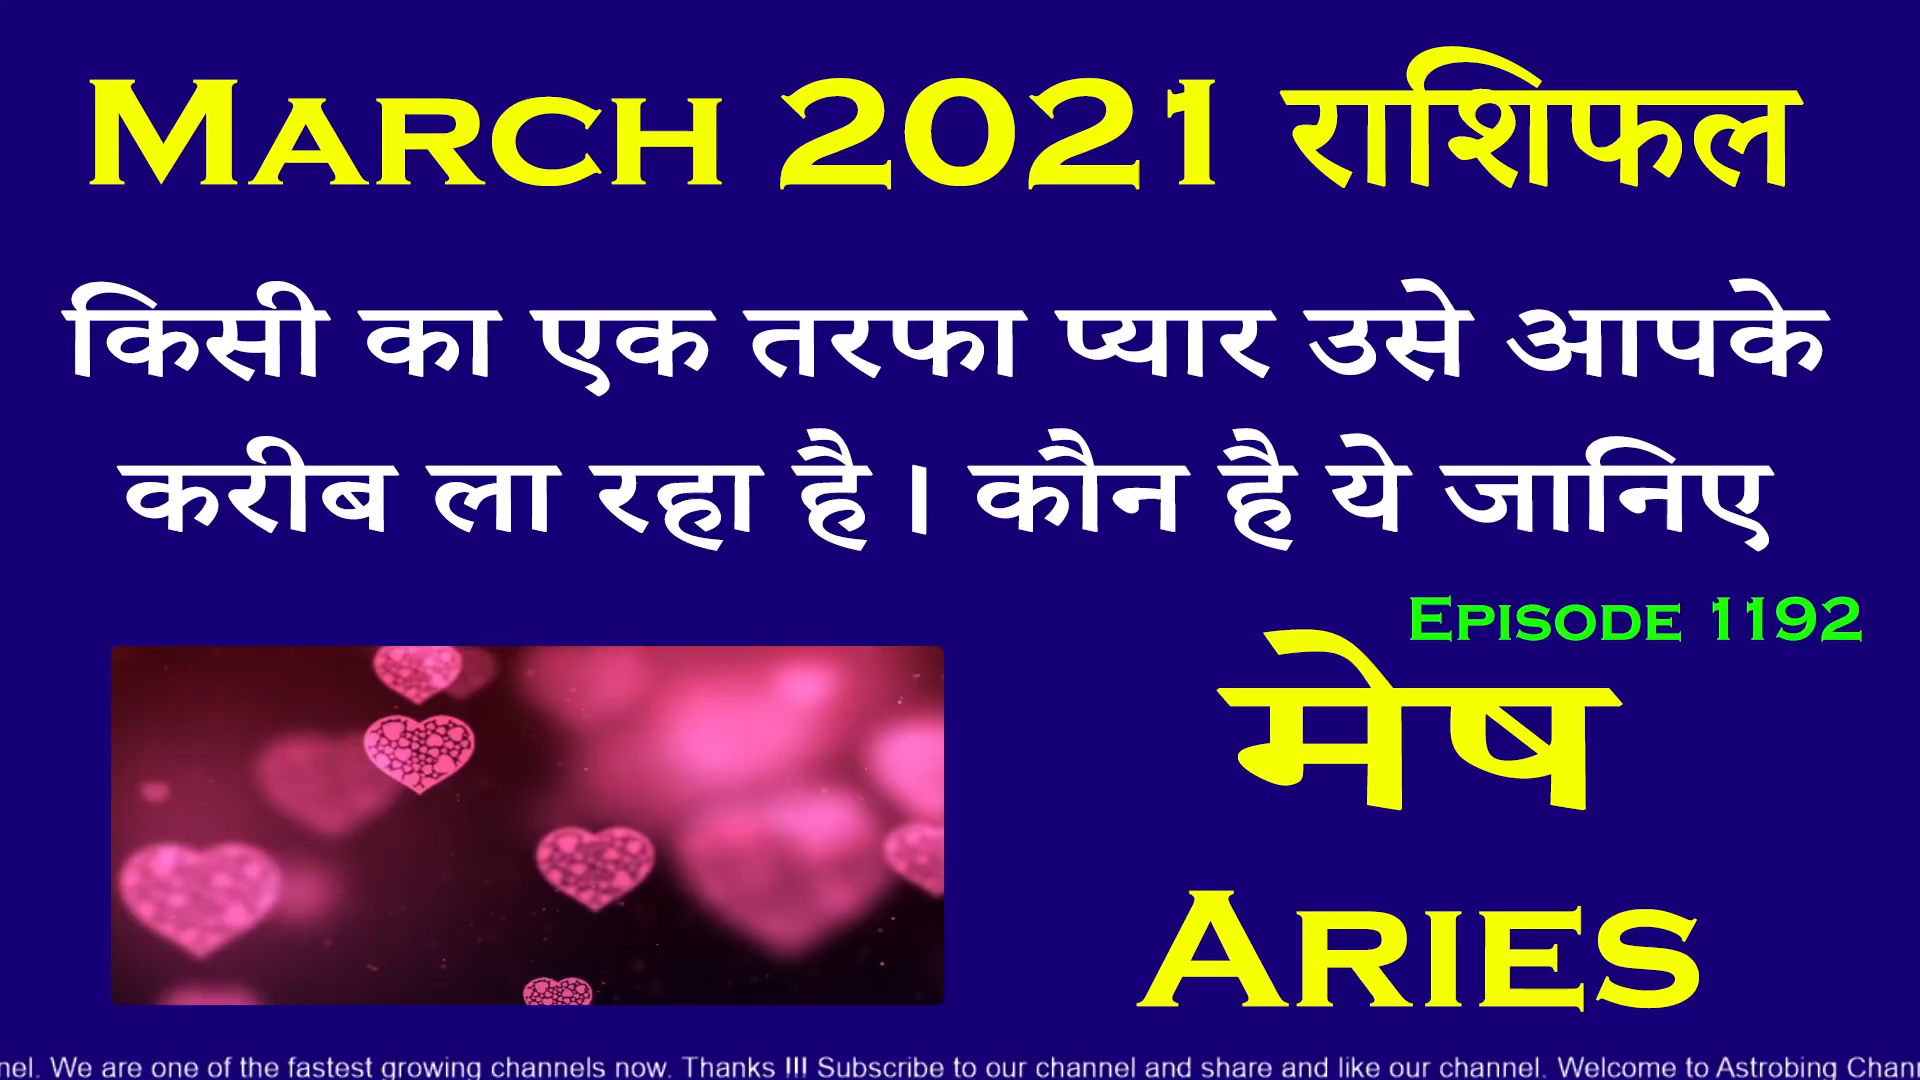 MARCH 2021 राशिफल
किसी का एक तरफा प्यार उसे आपके
करीब ला रहा है । कौन है ये जानिए
EPISODE 1192
मेष
ARIES
nel. We are one of the fastest growing channels now. Thanks !!! Subscribe to our channel and share and like our channel. Welcome to Astrobing Chann